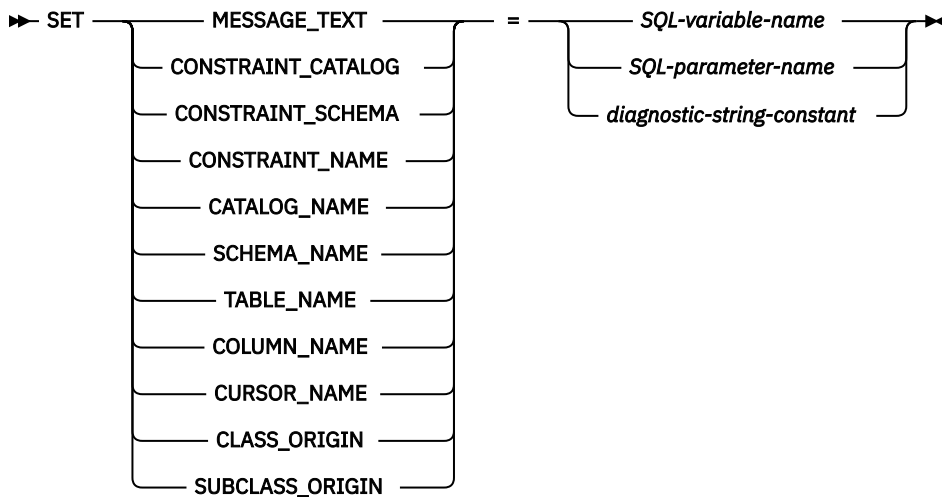 SET MESSAGE_TEXT = SQL-variable-name
CONSTRAINT_CATALOG SQL-parameter-name
CONSTRAINT_SCHEMA diagnostic-string-constant
CONSTRAINT_NAME
CATALOG_NAME
SCHEMA_NAME
TABLE_NAME
COLUMN_NAME
CURSOR_NAME
CLASS_ORIGIN
SUBCLASS_ORIGIN